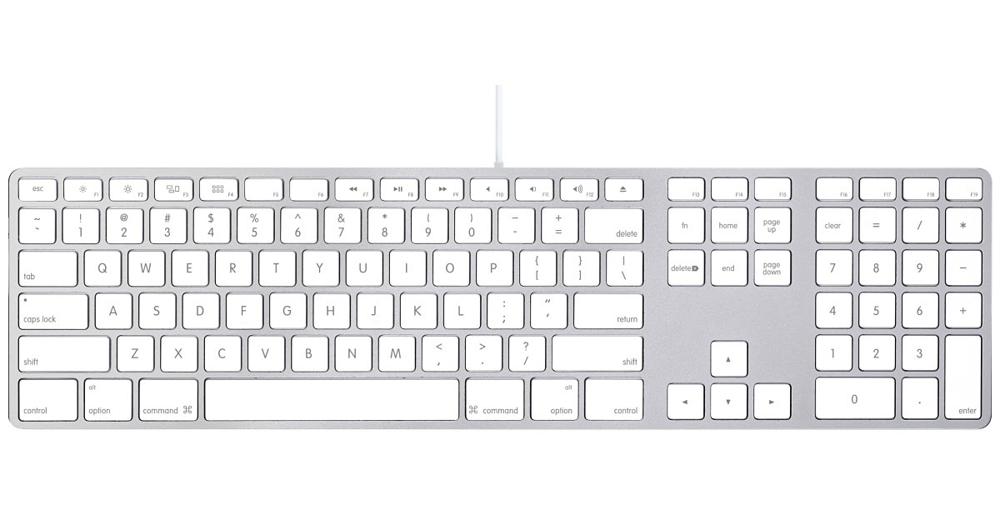 esc F1 F2 F3 F4 F5 F6 F7 F8 F9 F10 F11 F12 F13 F14 F15 F16 F17 F18 F19
~ ! @ # $ % ^ & * ( ) – +
` 1 2 3 4 5 6 7 8 9 0 - = delete fn home page up clear = / *
tab Q W E R T Y U I O P { [ } ] | \ delete end page down 7 8 9 –
caps lock A S D F G H J K L : ; “ ‘ return 4 5 6 +
shift Z X C V B N M < , > . ? / shift 1 2 3
control alt option command ⌘ ⌘ command alt option control 0 . enter